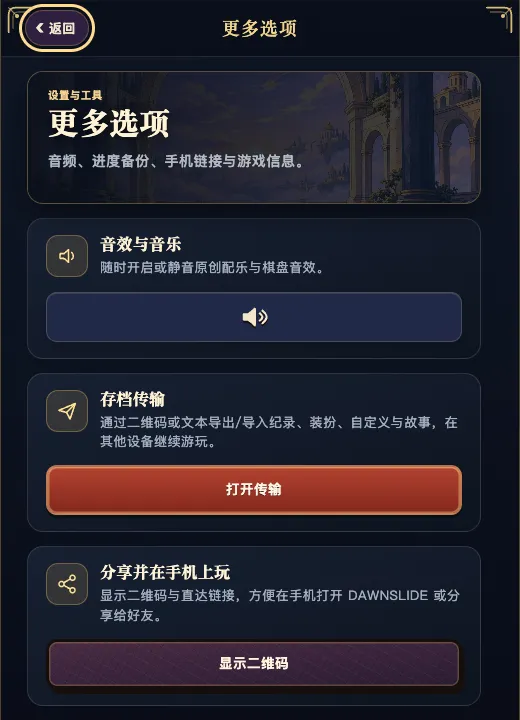 返回
更多选项
设置与工具
更多选项
音频、进度备份、手机链接与游戏信息。
音效与音乐
随时开启或静音原创配乐与棋盘音效。
存档传输
通过二维码或文本导出/导入纪录、装扮、自定义与故事，在
其他设备继续游玩。
打开传输
分享并在手机上玩
显示二维码与直达链接，方便在手机打开 DAWNSLIDE 或分
享给好友。
显示二维码